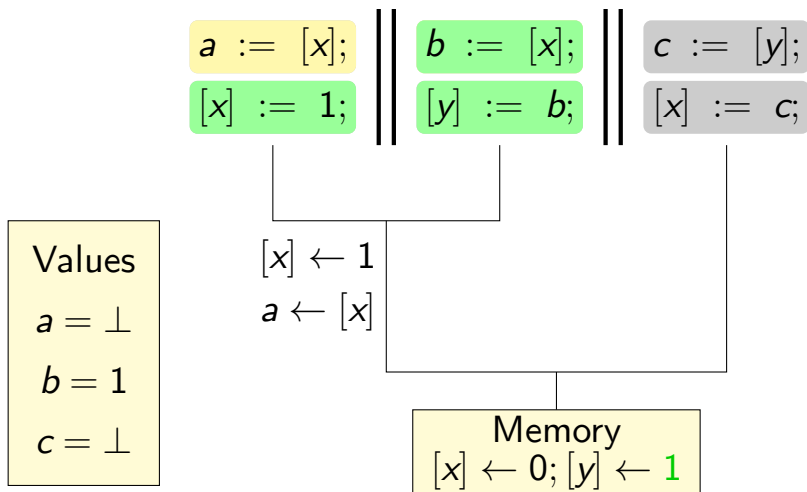 a := [x]; b := [x]; c := [y];
[x] := 1; [y] := b; [x] := c;
[x] ← 1
a ← [x]
Values
a = ⊥
b = 1
c = ⊥
Memory
[x] ← 0; [y] ← 1